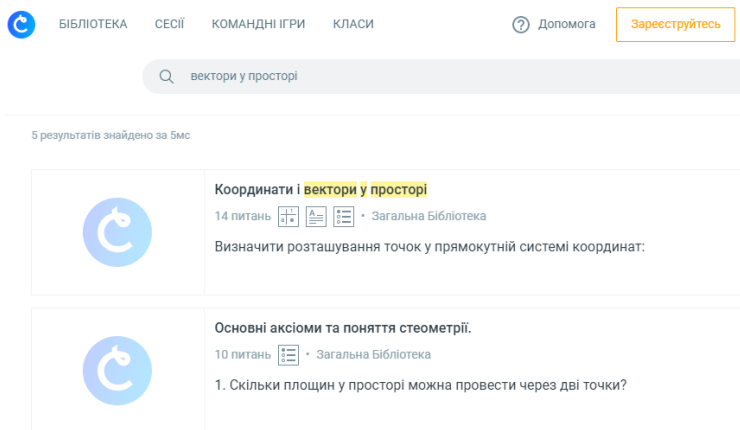 БІБЛІОТЕКА СЕСІЇ КОМАНДНІ ІГРИ КЛАСИ Допомога Зареєструйтесь
вектори у просторі
5 результатів знайдено за 5мс
Координати і вектори у просторі
14 питань • Загальна Бібліотека
Визначити розташування точок у прямокутній системі координат:
Основні аксіоми та поняття стеометрії.
10 питань • Загальна Бібліотека
1. Скільки площин у просторі можна провести через дві точки?